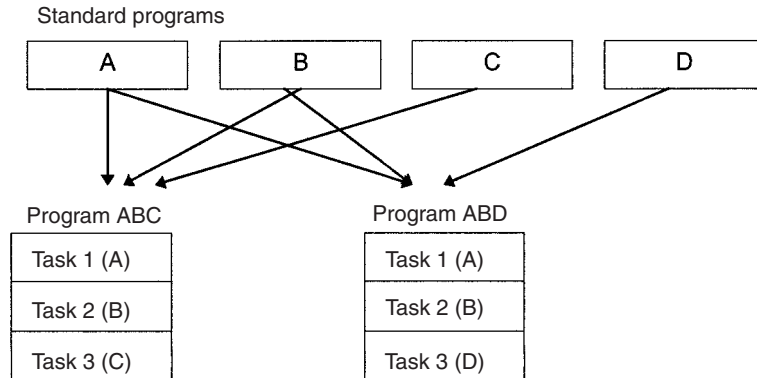 Standard programs
A B C D
Program ABC Program ABD
Task 1 (A) Task 1 (A)
Task 2 (B) Task 2 (B)
Task 3 (C) Task 3 (D)